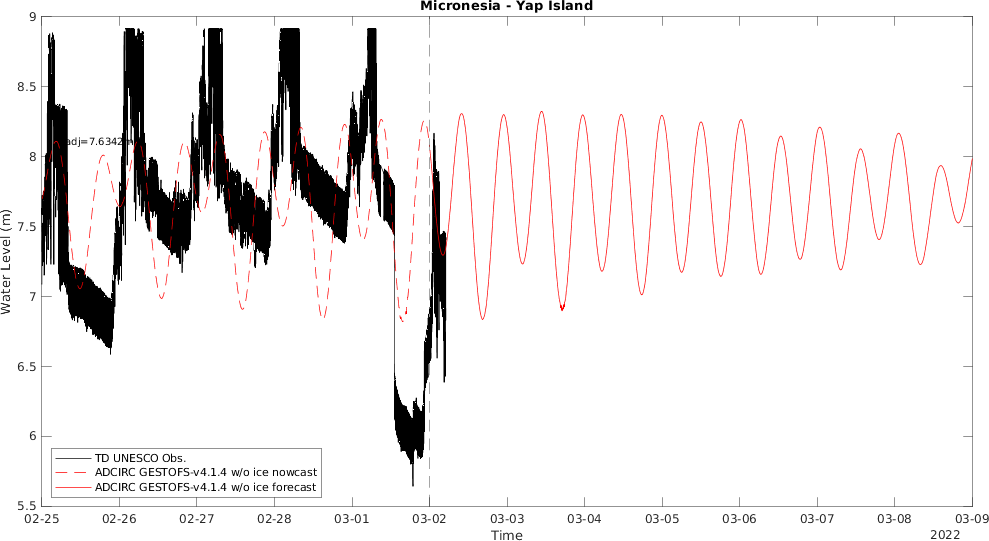 Micronesia - Yap Island
9
8.5
8
7.5
7
6.5
6
5.5
Water Level (m)
adj=7.6342
TD UNESCO Obs.
ADCIRC GESTOFS-v4.1.4 w/o ice nowcast
ADCIRC GESTOFS-v4.1.4 w/o ice forecast
02-25 02-26 02-27 02-28 03-01 03-02 03-03 03-04 03-05 03-06 03-07 03-08 03-09
Time
2022